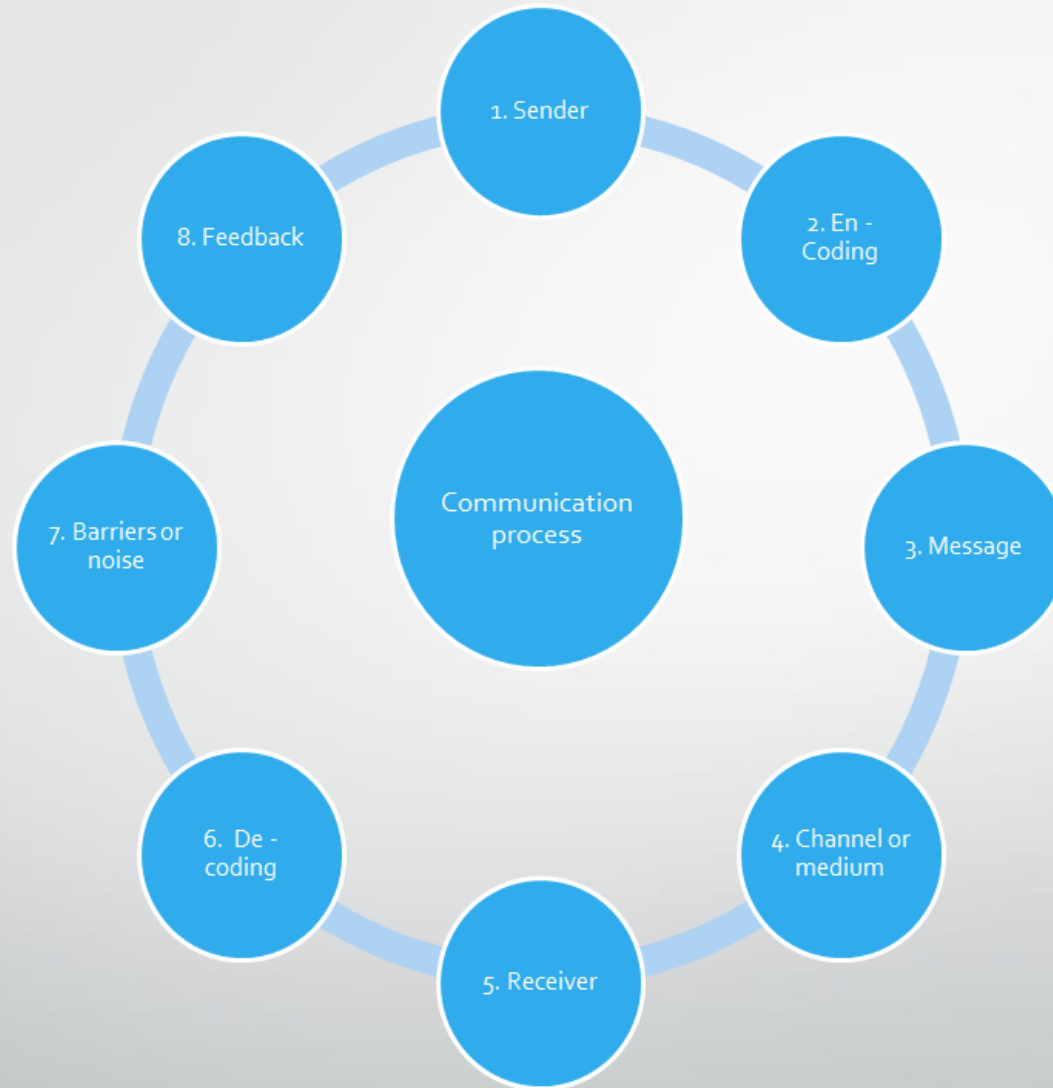 1. Sender
2. En -
Coding
3. Message
4. Channel or
medium
5. Receiver
6. De -
coding
7. Barriers or
noise
8. Feedback
Communication
process